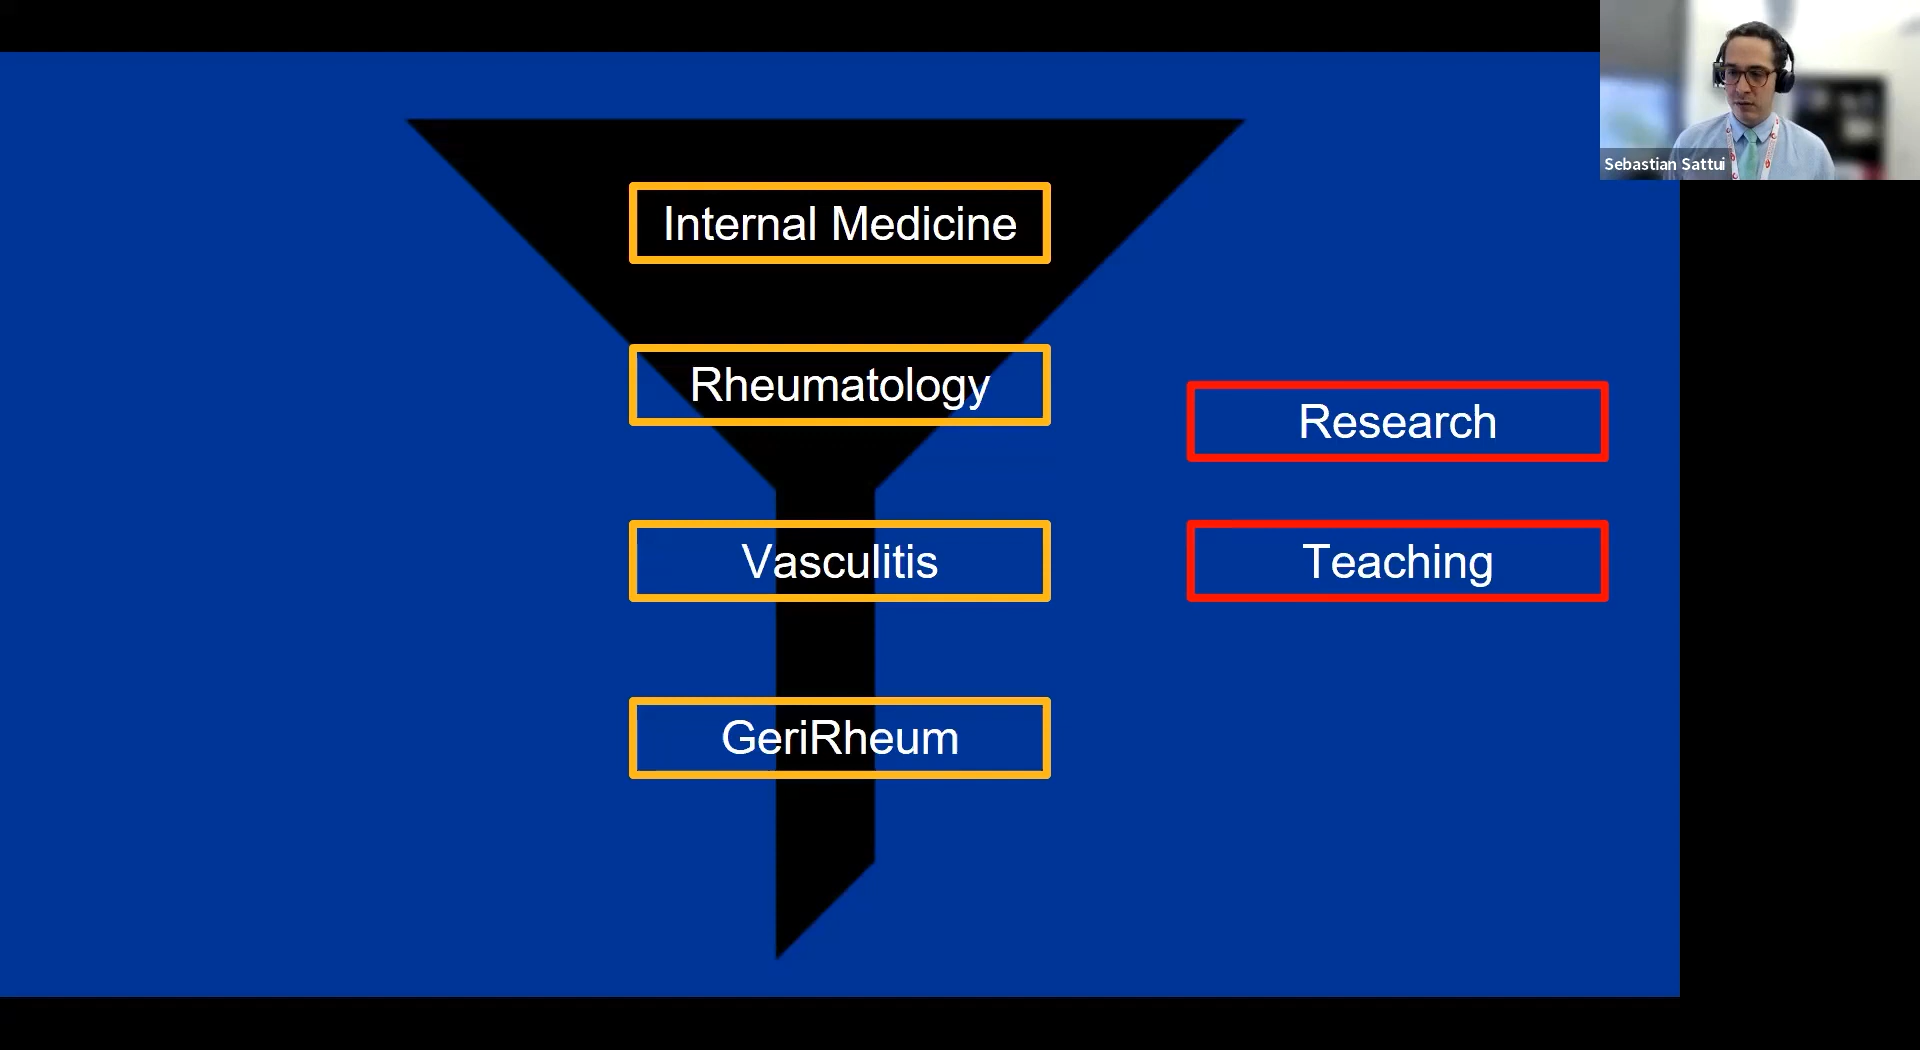 Internal Medicine
Rheumatology
Research
Vasculitis
Teaching
GeriRheum
Sebastian Sattui